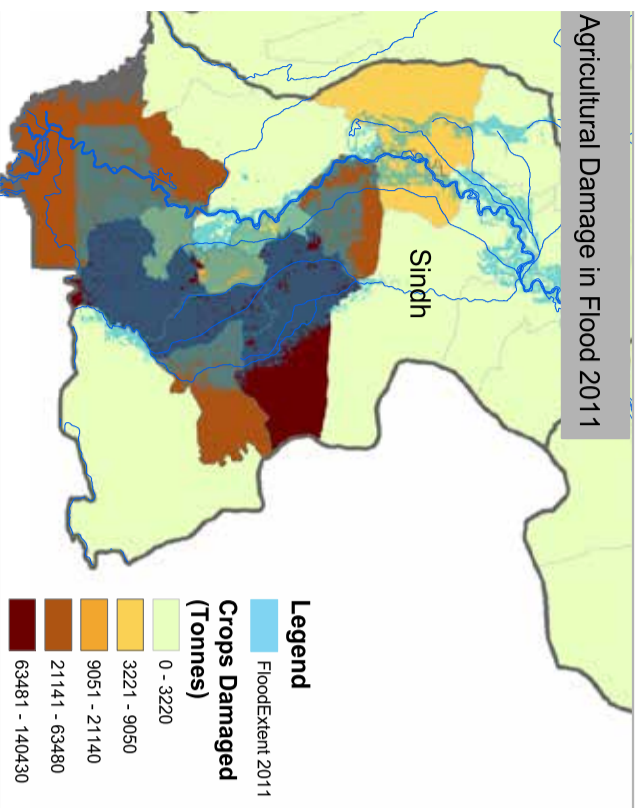 Agricultural Damage in Flood 2011
Sindh
Legend
FloodExtent 2011
Crops Damaged
(Tonnes)
0 - 3220
3221 - 9050
9051 - 21140
21141 - 63480
63481 - 140430